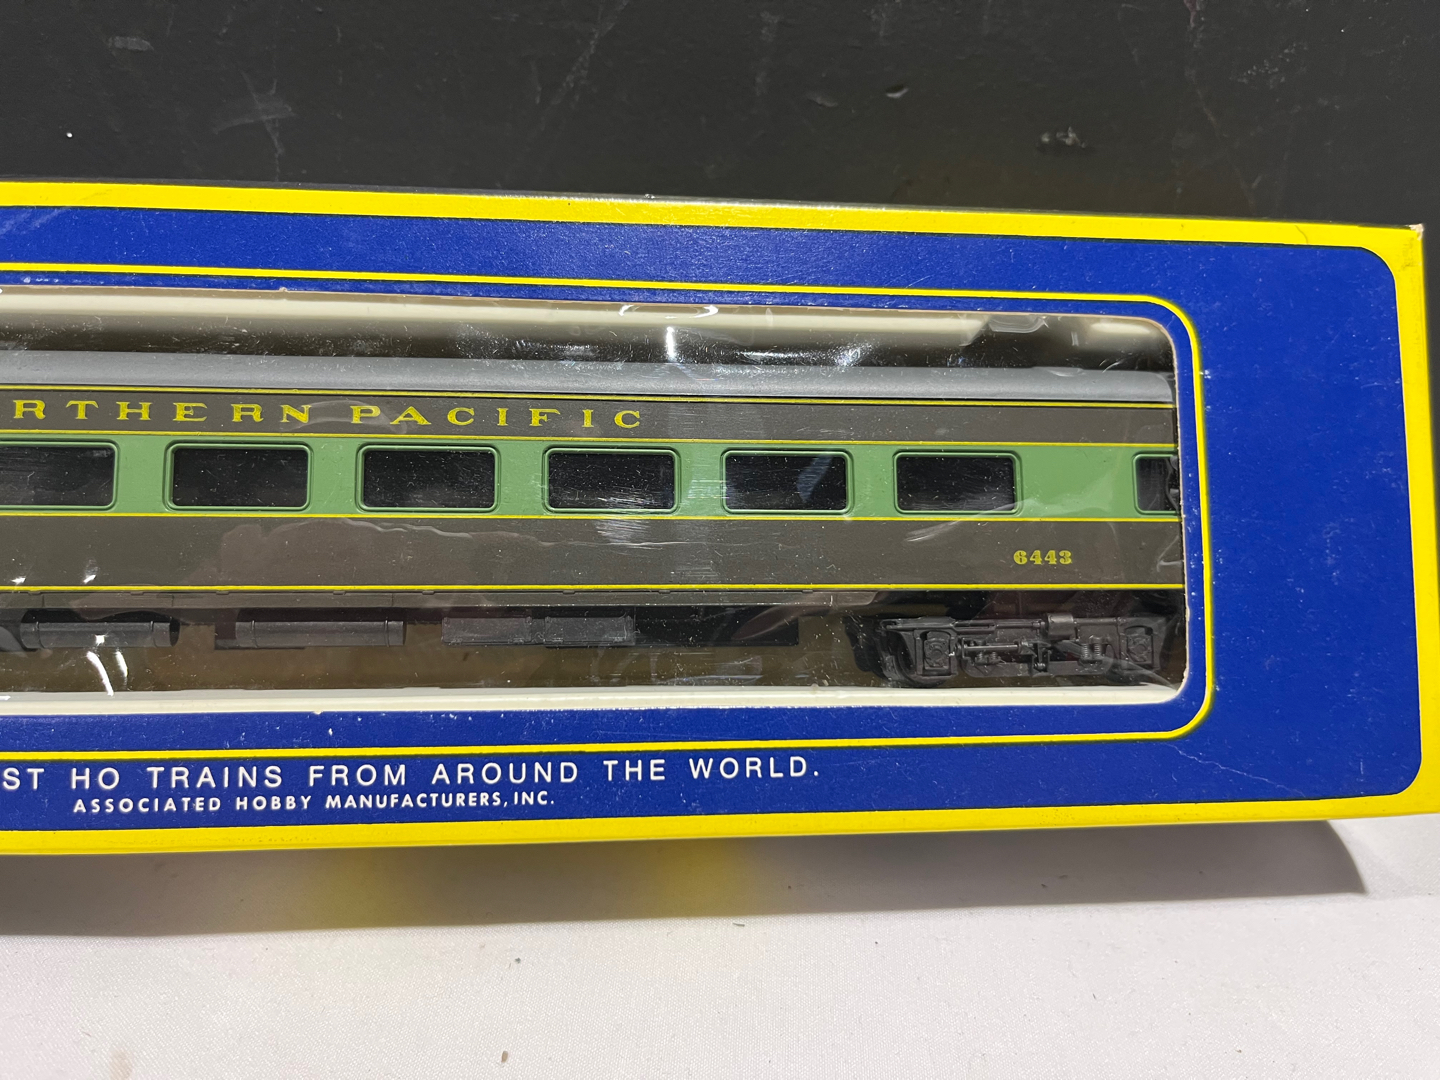 RTHERN PACIFIC
6443
ST HO TRAINS FROM AROUND THE WORLD.
ASSOCIATED HOBBY MANUFACTURERS, INC.